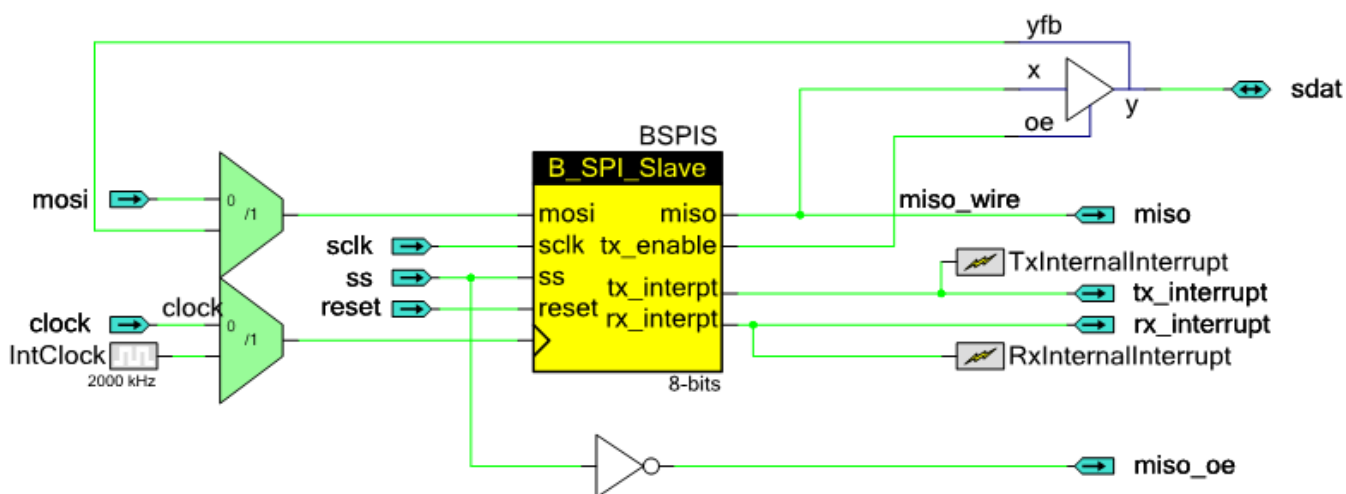 yfb
x
sdat
y
oe
BSPIS
B_SPI_Slave
mosi
0
/1
mosi
miso
miso_wire
miso
sclk
sclk
tx_enable
ss
ss
TxInternalInterrupt
tx_interpt
tx_interrupt
reset
reset
clock
clock
0
/1
rx_interpt
rx_interrupt
IntClock
2000 kHz
RxInternalInterrupt
8-bits
miso_oe